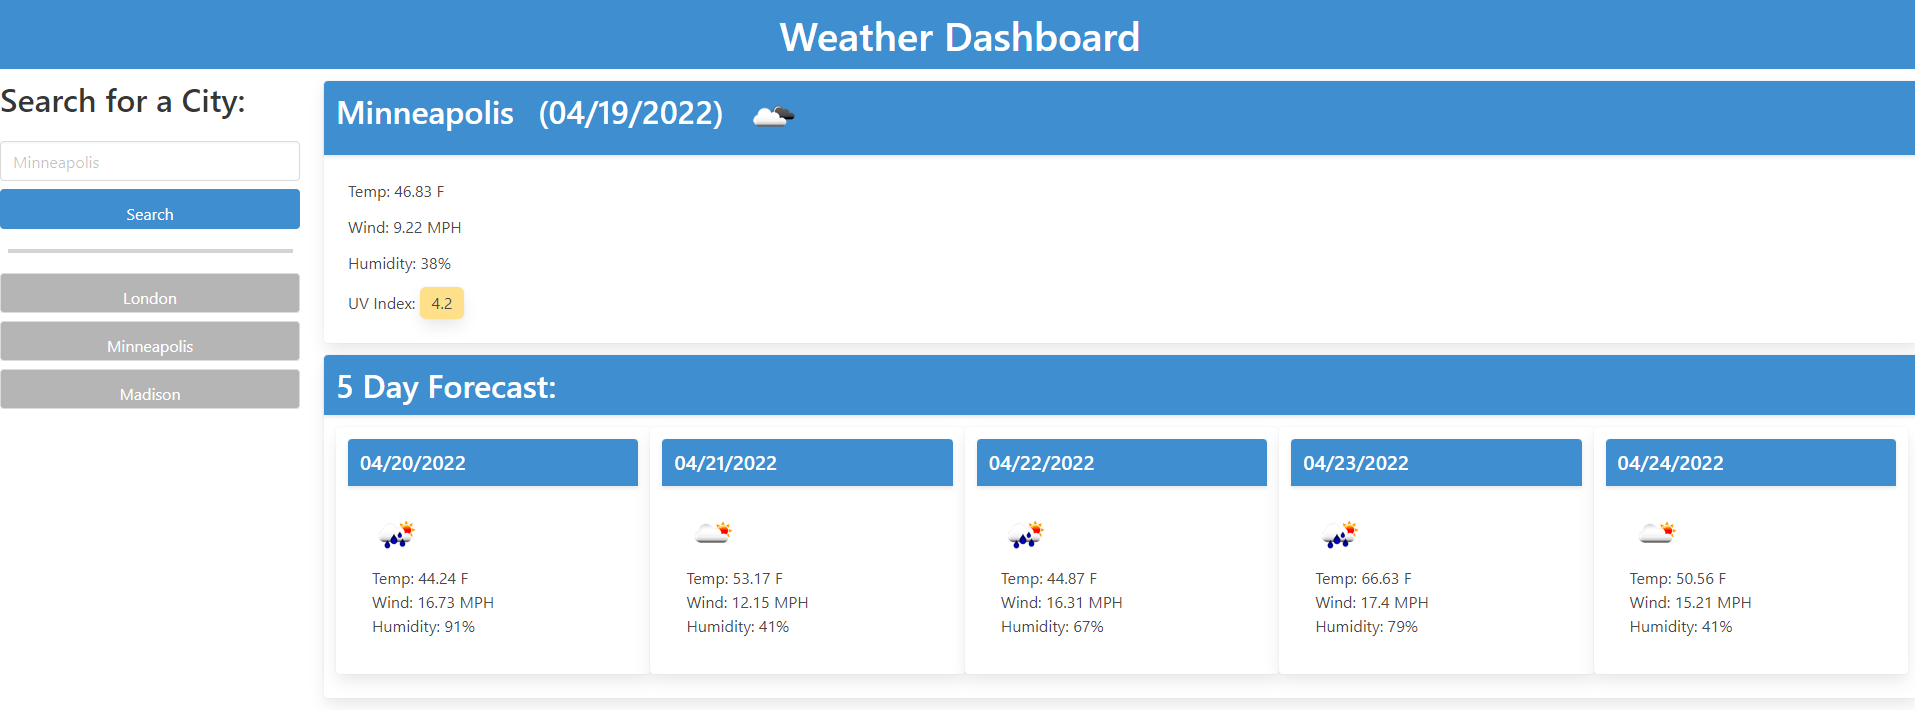 Weather Dashboard
Search for a City:
Minneapolis
Search
London
Minneapolis
Madison
Minneapolis (04/19/2022)
Temp: 46.83 F
Wind: 9.22 MPH
Humidity: 38%
UV Index: 4.2
5 Day Forecast:
04/20/2022
Temp: 44.24 F
Wind: 16.73 MPH
Humidity: 91%
04/21/2022
Temp: 53.17 F
Wind: 12.15 MPH
Humidity: 41%
04/22/2022
Temp: 44.87 F
Wind: 16.31 MPH
Humidity: 67%
04/23/2022
Temp: 66.63 F
Wind: 17.4 MPH
Humidity: 79%
04/24/2022
Temp: 50.56 F
Wind: 15.21 MPH
Humidity: 41%